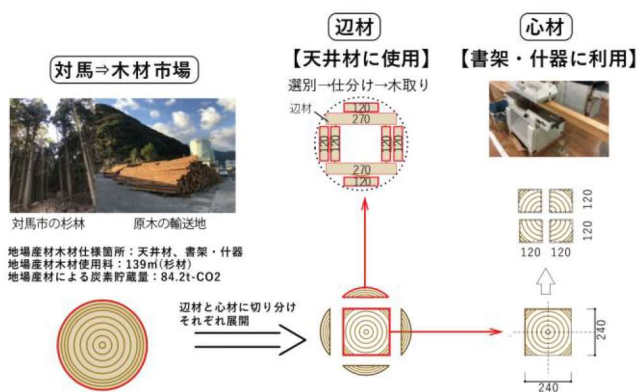 対馬⇒木材市場
対馬市の杉林
原木の輸送地
地場産材木材仕様箇所：天井材、書架・什器
地場産材木材使用料：139㎥(杉材)
地場産材による炭素貯蔵量：84.2t-CO2
辺材と心材に切り分け
それぞれ展開
辺材
【天井材に使用】
選別→仕分け→木取り
辺材
120
270
120
120
120
120
270
120
心材
【書架・什器に利用】
120
120
120
120
240
240